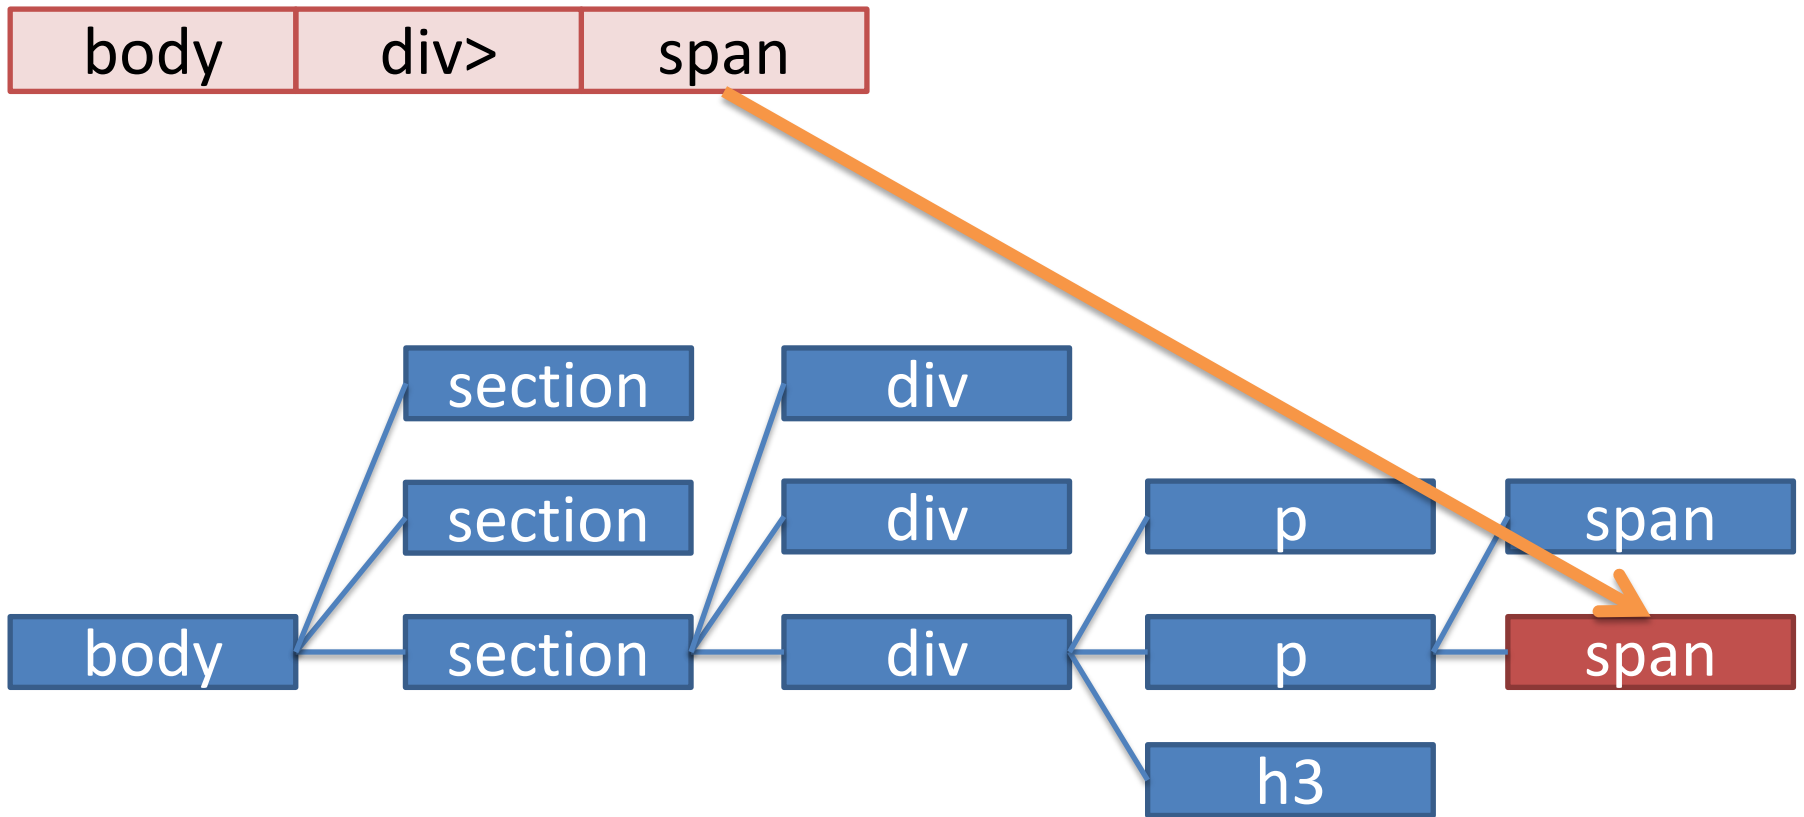 body div> span
section div
section div p span
body section div p span
h3